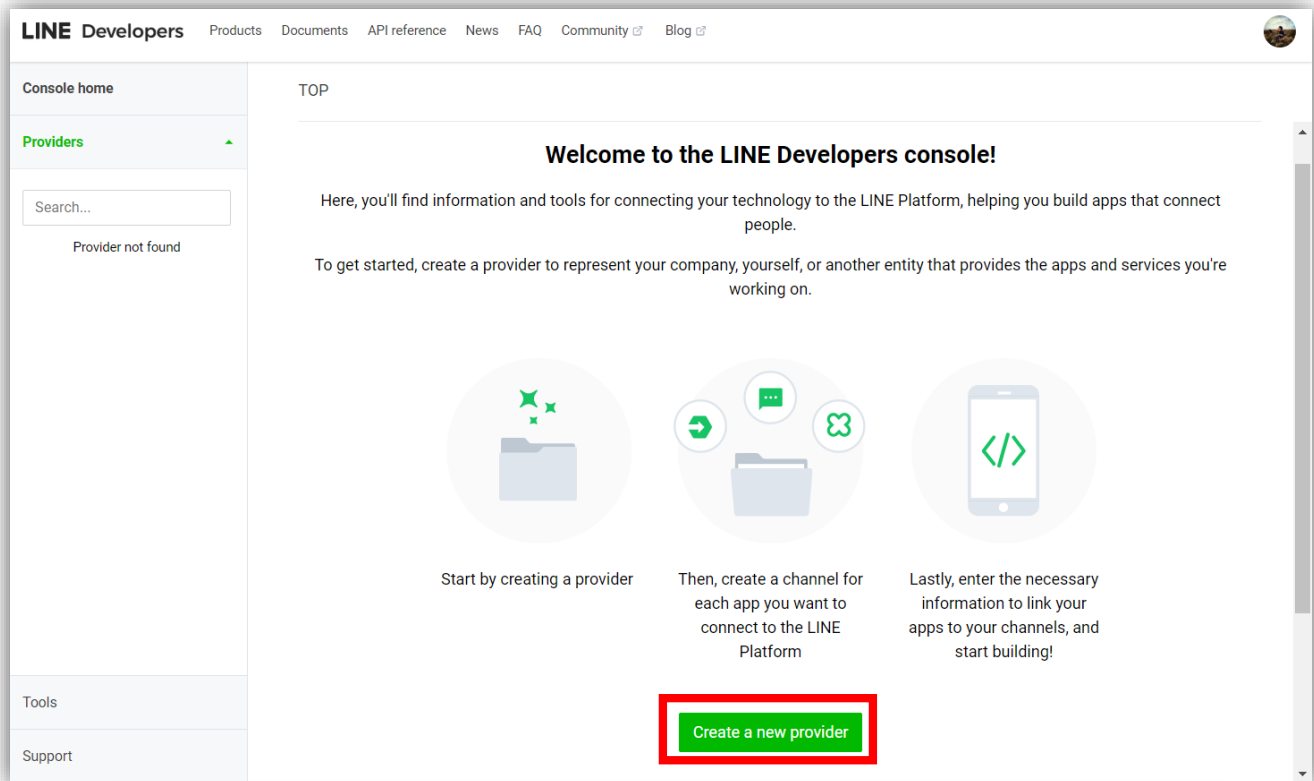 LINE Developers Products Documents API reference News FAQ Community Blog
Console home
Providers
Search...
Provider not found
Tools
Support
TOP
Welcome to the LINE Developers console!
Here, you'll find information and tools for connecting your technology to the LINE Platform, helping you build apps that connect
people.
To get started, create a provider to represent your company, yourself, or another entity that provides the apps and services you're
working on.
Start by creating a provider
Then, create a channel for
each app you want to
connect to the LINE
Platform
Lastly, enter the necessary
information to link your
apps to your channels, and
start building!
Create a new provider